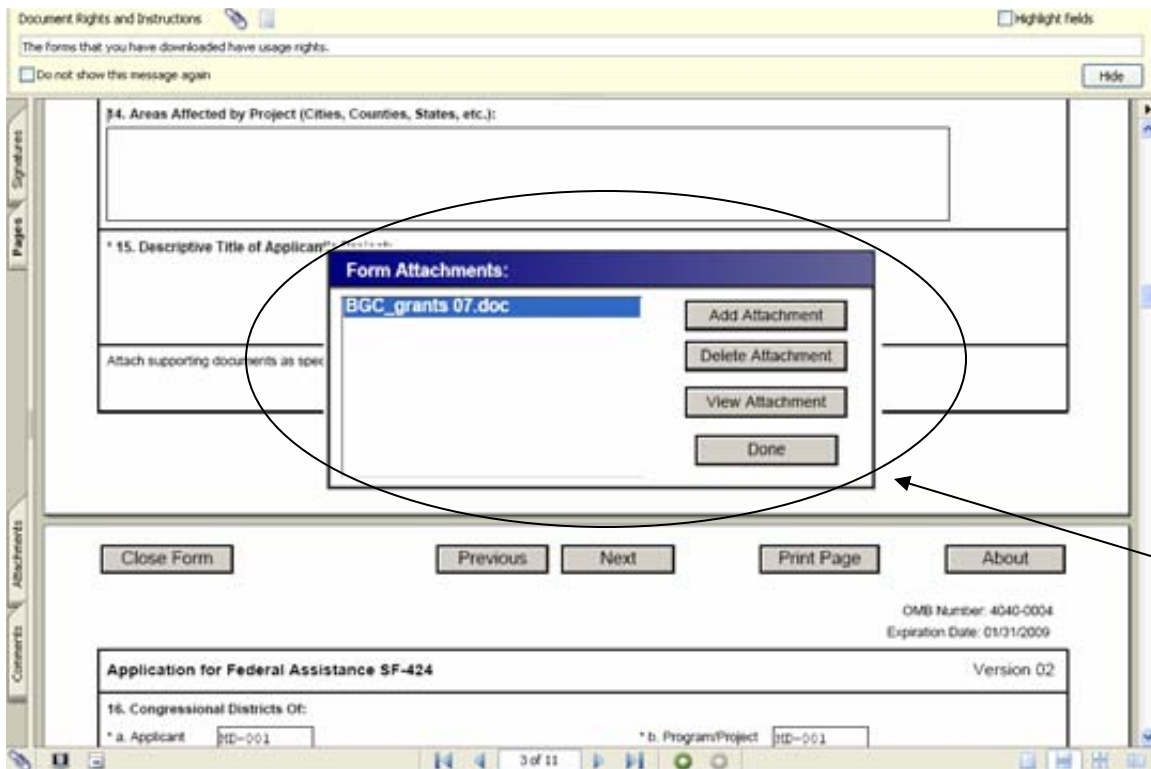 Document Rights and Instructions
Highlight fields
The forms that you have downloaded have usage rights.
Do not show this message again
Hide
14. Areas Affected by Project (Cities, Counties, States, etc.):
Signatures
Pages
Attachments
Comments
* 15. Descriptive Title of Applicant's Project:
Form Attachments:
BGC_grants 07.doc
Add Attachment
Delete Attachment
View Attachment
Done
Attach supporting documents as spec
Close Form
Previous
Next
Print Page
About
OMB Number: 4040-0004
Expiration Date: 01/31/2009
Application for Federal Assistance SF-424
Version 02
16. Congressional Districts Of:
* a. Applicant MD-001
* b. Program/Project MD-001
3 of 11